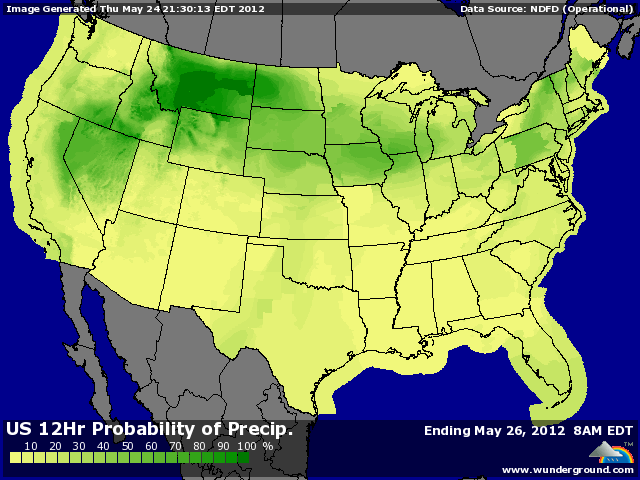 Image Generated Thu May 24 21:30:13 EDT 2012
Data Source: NDFD (Operational)
US 12Hr Probability of Precip.
Ending May 26, 2012 8AM EDT
10 20 30 40 50 60 70 80 90 100 %
TM
www.wunderground.com